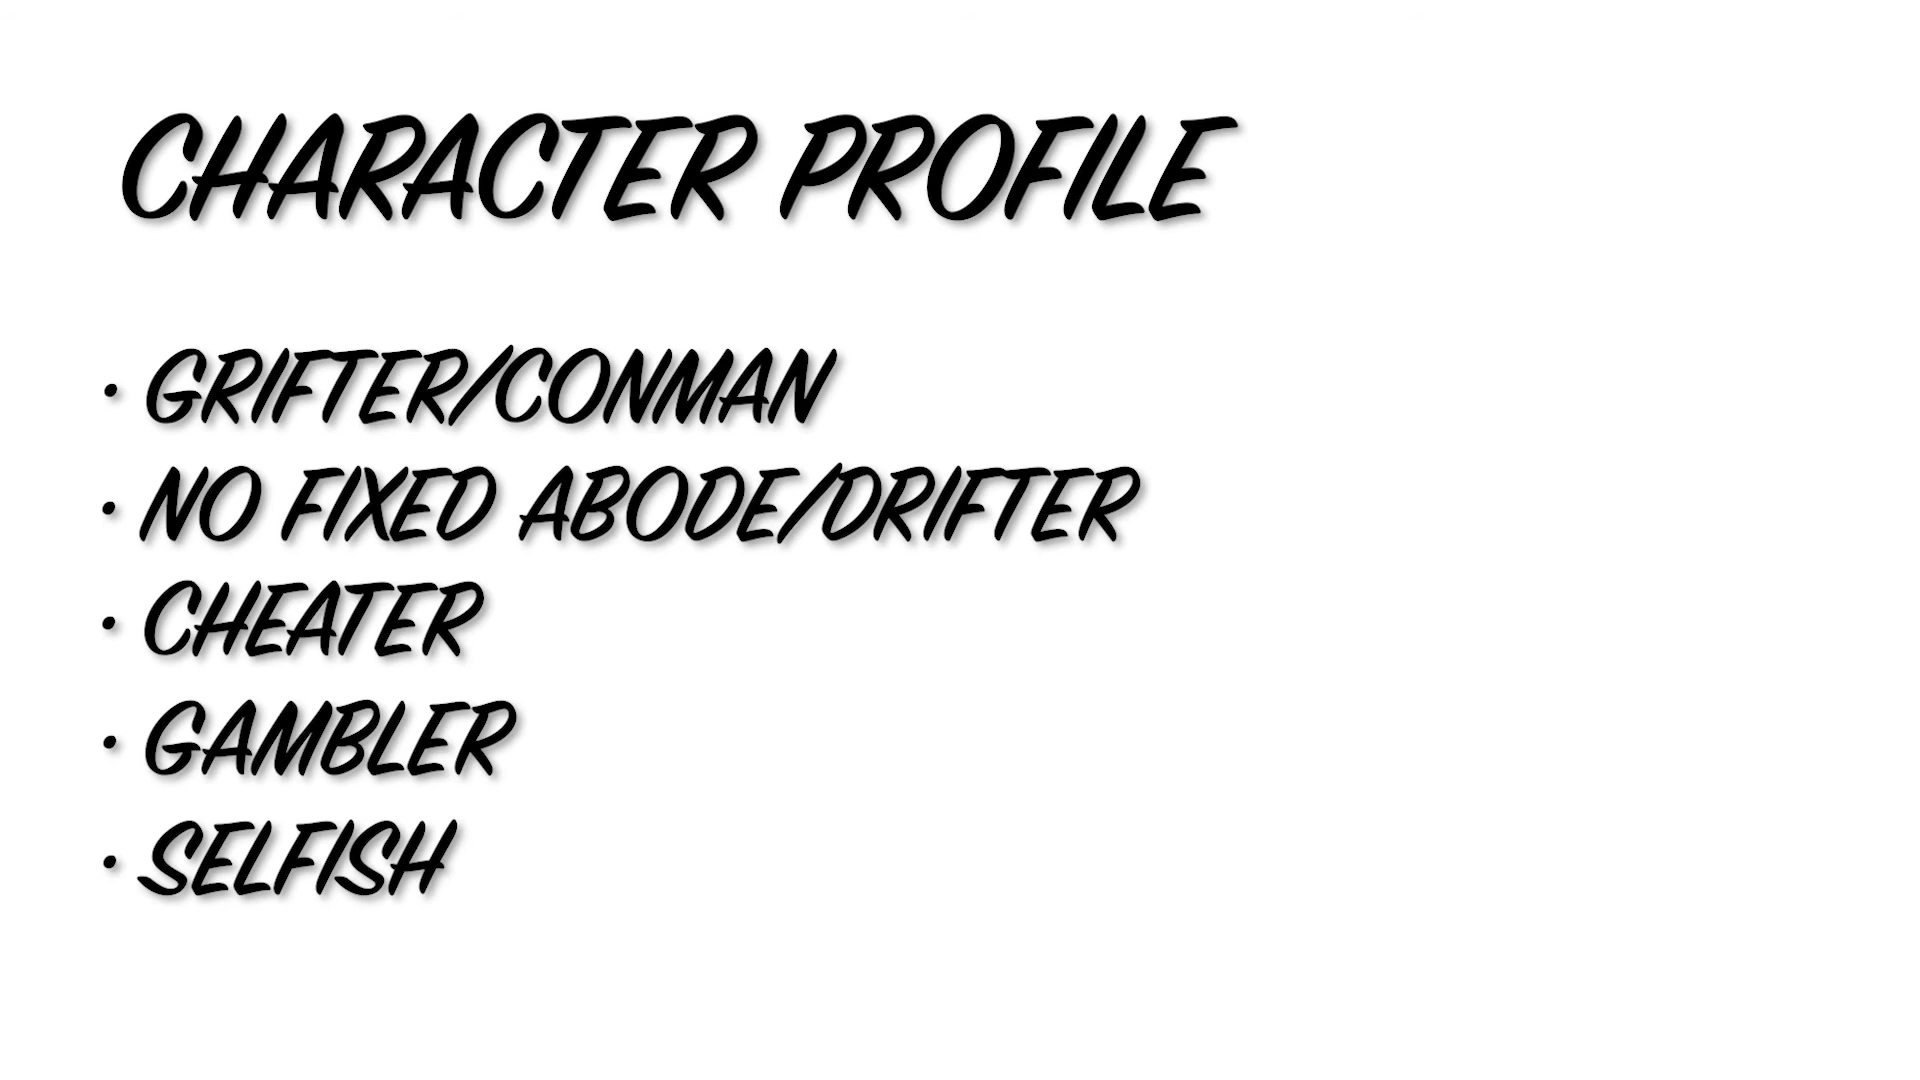 CHARACTER PROFILE
• GRIFTER/CONMAN
• NO FIXED ABODE/DRIFTER
• CHEATER
• GAMBLER
• SELFISH